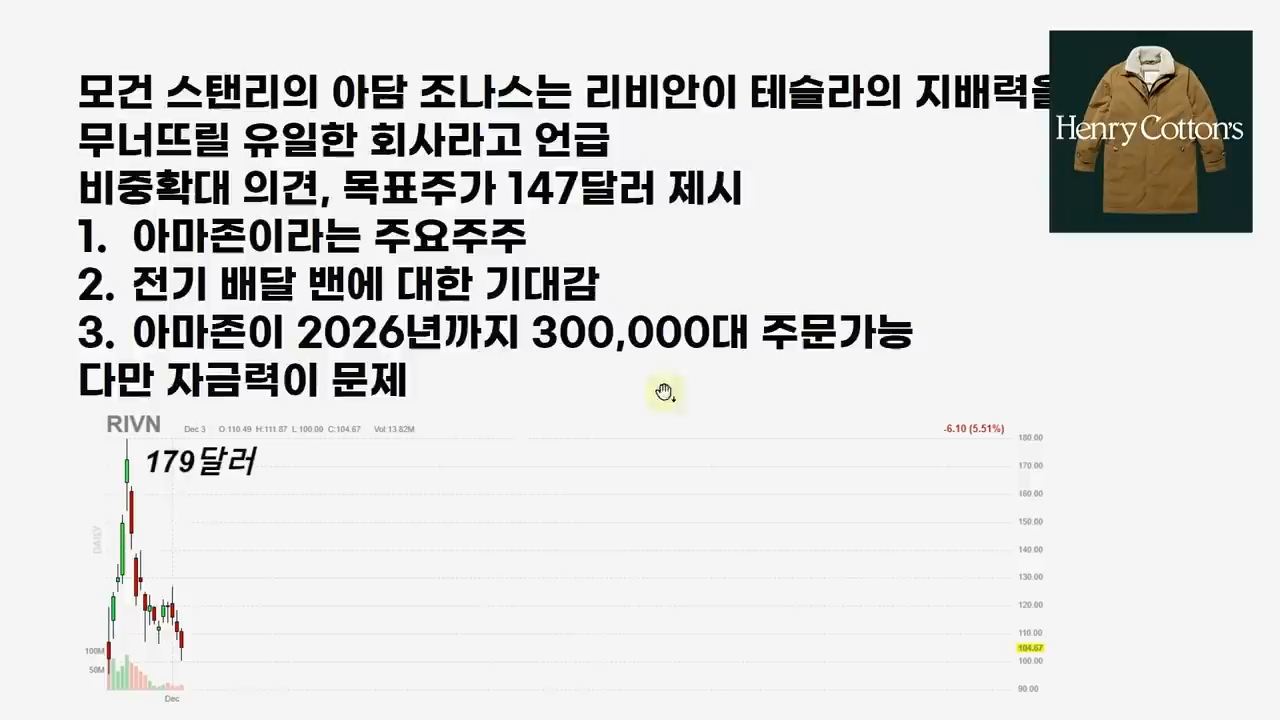 모건 스탠리의 아담 조나스는 리비안이 테슬라의 지배력을
무너뜨릴 유일한 회사라고 언급
비중확대 의견, 목표주가 147달러 제시
1. 아마존이라는 주요주주
2. 전기 배달 밴에 대한 기대감
3. 아마존이 2026년까지 300,000대 주문가능
다만 자금력이 문제
Henry Cotton's
RIVN Dec 3 O:110.49 H:111.87 L:100.00 C:104.67 Vol:13.82M -6.10 (5.51%)
179달러
DAILY
180.00
170.00
160.00
150.00
140.00
130.00
120.00
110.00
104.67
100.00
90.00
100M
50M
Dec